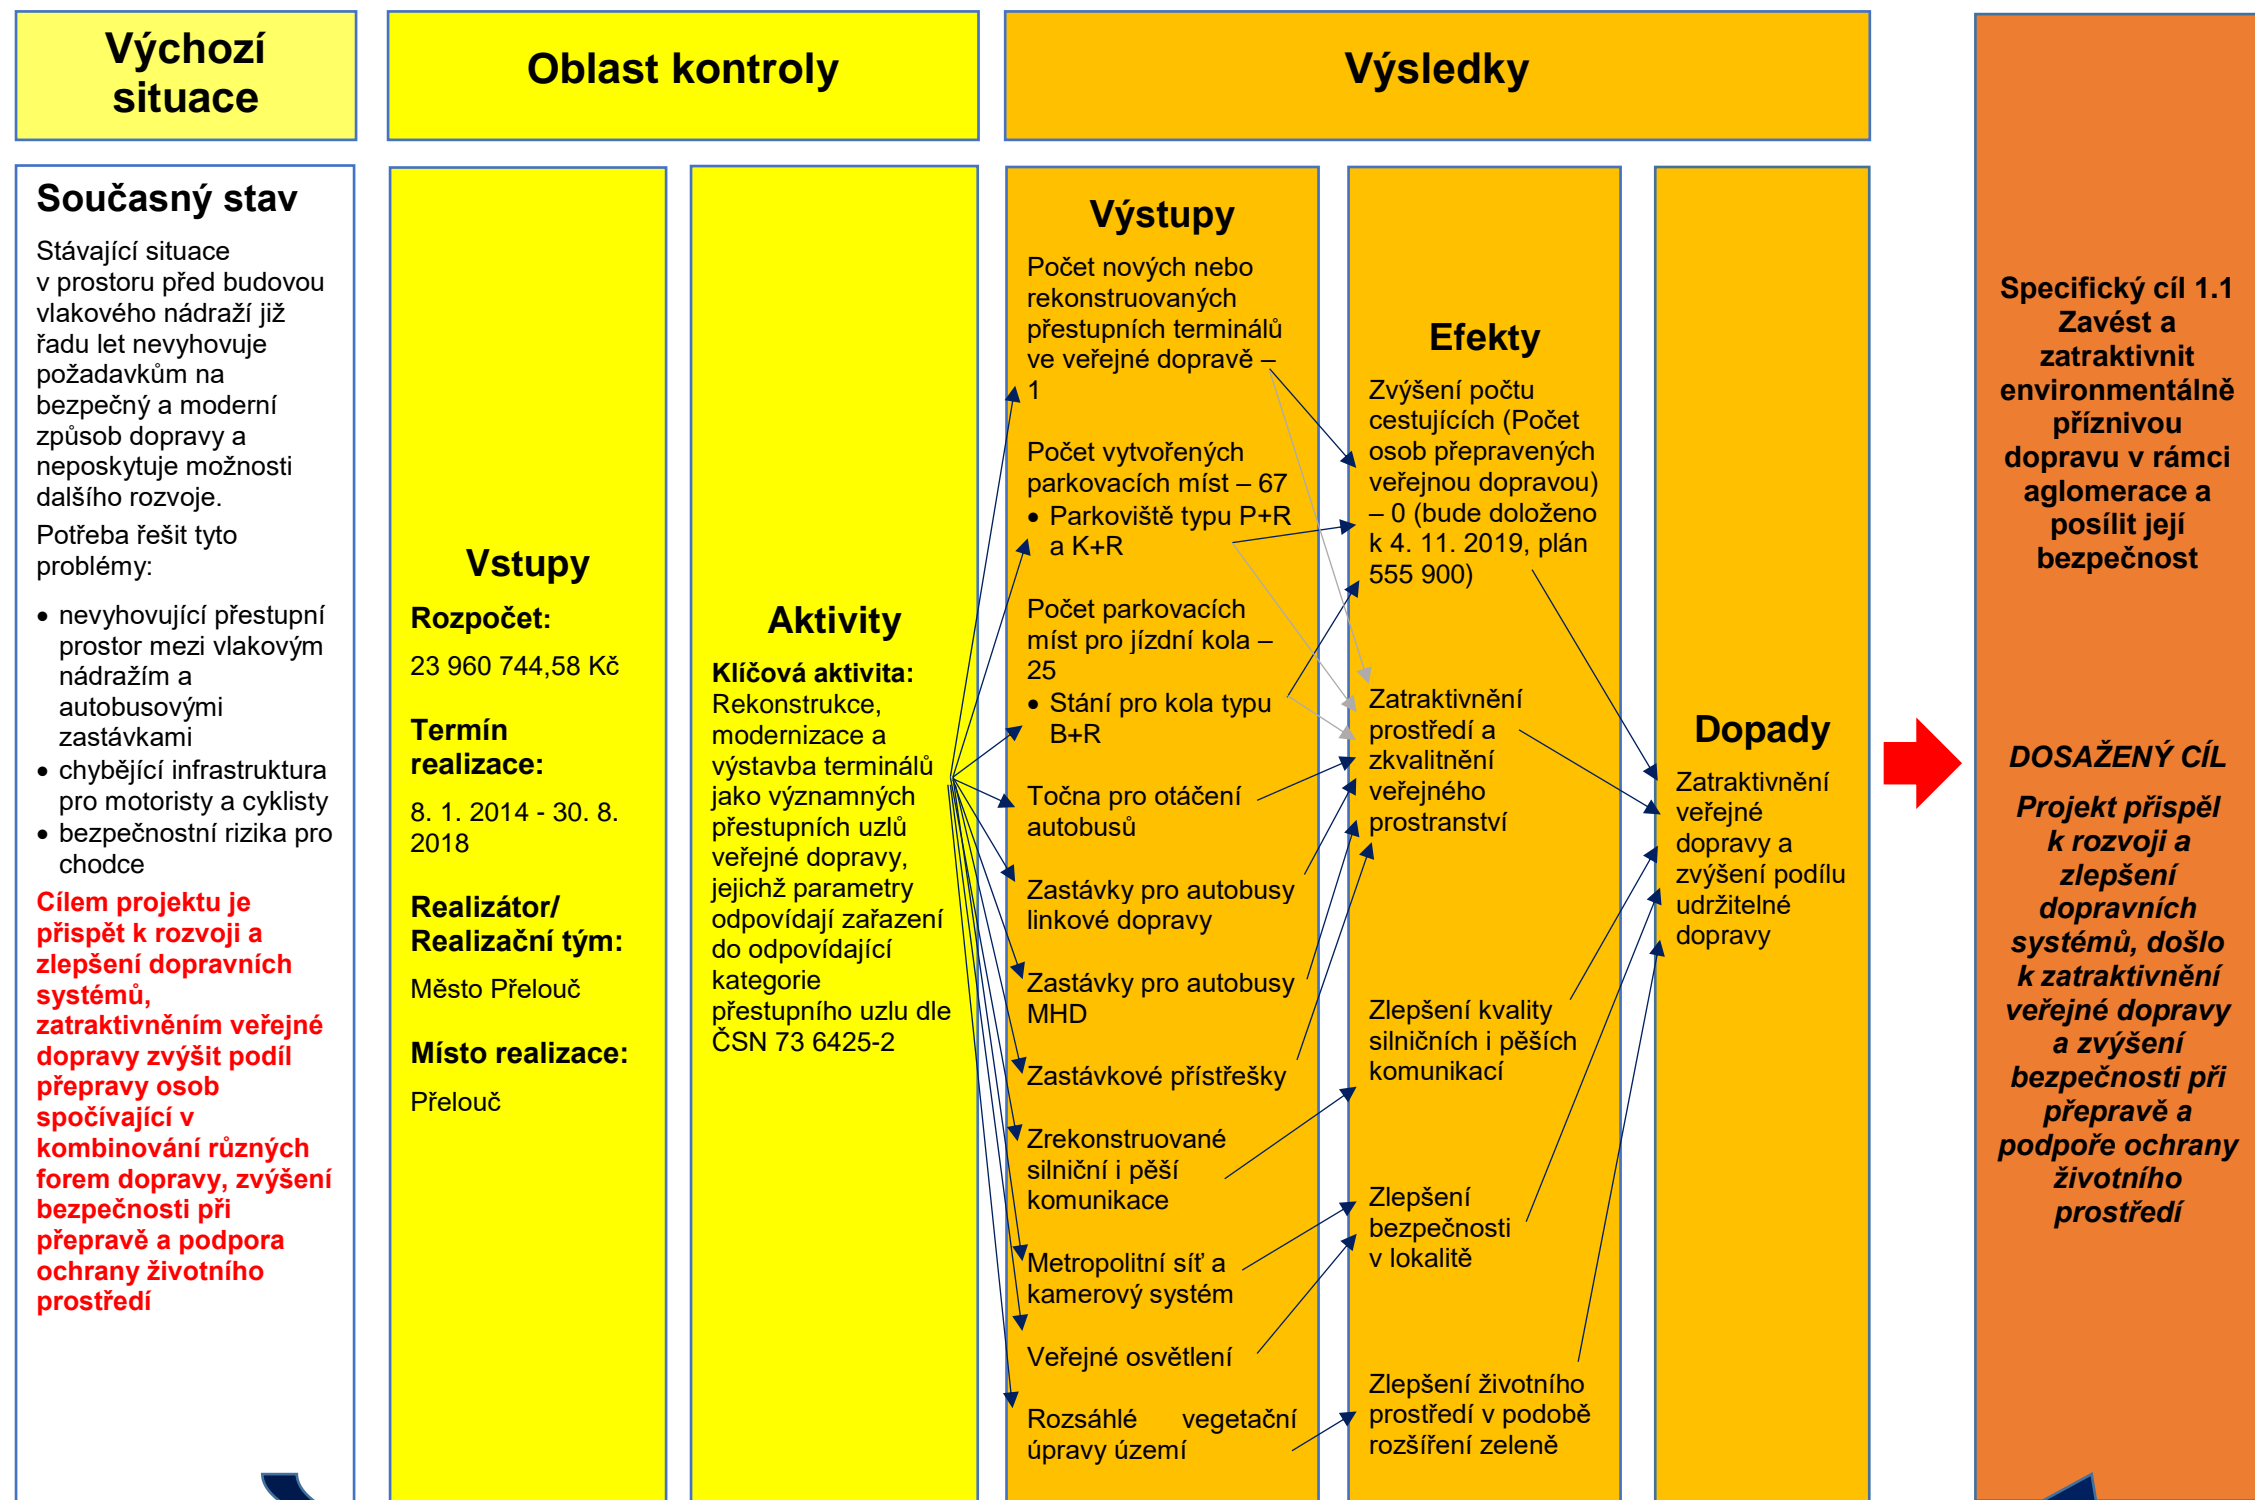 Výchozí
situace
Oblast kontroly
Výsledky
Současný stav
Stávající situace
v prostoru před budovou
vlakového nádraží již
řadu let nevyhovuje
požadavkům na
bezpečný a moderní
způsob dopravy a
neposkytuje možnosti
dalšího rozvoje.
Potřeba řešit tyto
problémy:
• nevyhovující přestupní
prostor mezi vlakovým
nádražím a
autobusovými
zastávkami
• chybějící infrastruktura
pro motoristy a cyklisty
• bezpečnostní rizika pro
chodce
Cílem projektu je
přispět k rozvoji a
zlepšení dopravních
systémů,
zatraktivněním veřejné
dopravy zvýšit podíl
přepravy osob
spočívající v
kombinování různých
forem dopravy, zvýšení
bezpečnosti při
přepravě a podpora
ochrany životního
prostředí
Vstupy
Rozpočet:
23 960 744,58 Kč
Termín
realizace:
8. 1. 2014 - 30. 8.
2018
Realizátor/
Realizační tým:
Město Přelouč
Místo realizace:
Přelouč
Aktivity
Klíčová aktivita:
Rekonstrukce,
modernizace a
výstavba terminálů
jako významných
přestupních uzlů
veřejné dopravy,
jejichž parametry
odpovídají zařazení
do odpovídající
kategorie
přestupního uzlu dle
ČSN 73 6425-2
Výstupy
Počet nových nebo
rekonstruovaných
přestupních terminálů
ve veřejné dopravě –
1
Počet vytvořených
parkovacích míst – 67
• Parkoviště typu P+R
a K+R
Počet parkovacích
míst pro jízdní kola –
25
• Stání pro kola typu
B+R
Točna pro otáčení
autobusů
Zastávky pro autobusy
linkové dopravy
Zastávky pro autobusy
MHD
Zastávkové přístřešky
Zrekonstruované
silniční i pěší
komunikace
Metropolitní síť a
kamerový systém
Veřejné osvětlení
Rozsáhlé vegetační
úpravy území
Efekty
Zvýšení počtu
cestujících (Počet
osob přepravených
veřejnou dopravou)
– 0 (bude doloženo
k 4. 11. 2019, plán
555 900)
Zatraktivnění
prostředí a
zkvalitnění
veřejného
prostranství
Zlepšení kvality
silničních i pěších
komunikací
Zlepšení
bezpečnosti
v lokalitě
Zlepšení životního
prostředí v podobě
rozšíření zeleně
Dopady
Zatraktivnění
veřejné
dopravy a
zvýšení podílu
udržitelné
dopravy
Specifický cíl 1.1
Zavést a
zatraktivnit
environmentálně
příznivou
dopravu v rámci
aglomerace a
posílit její
bezpečnost
DOSAŽENÝ CÍL
Projekt přispěl
k rozvoji a
zlepšení
dopravních
systémů, došlo
k zatraktivnění
veřejné dopravy
a zvýšení
bezpečnosti při
přepravě a
podpoře ochrany
životního
prostředí